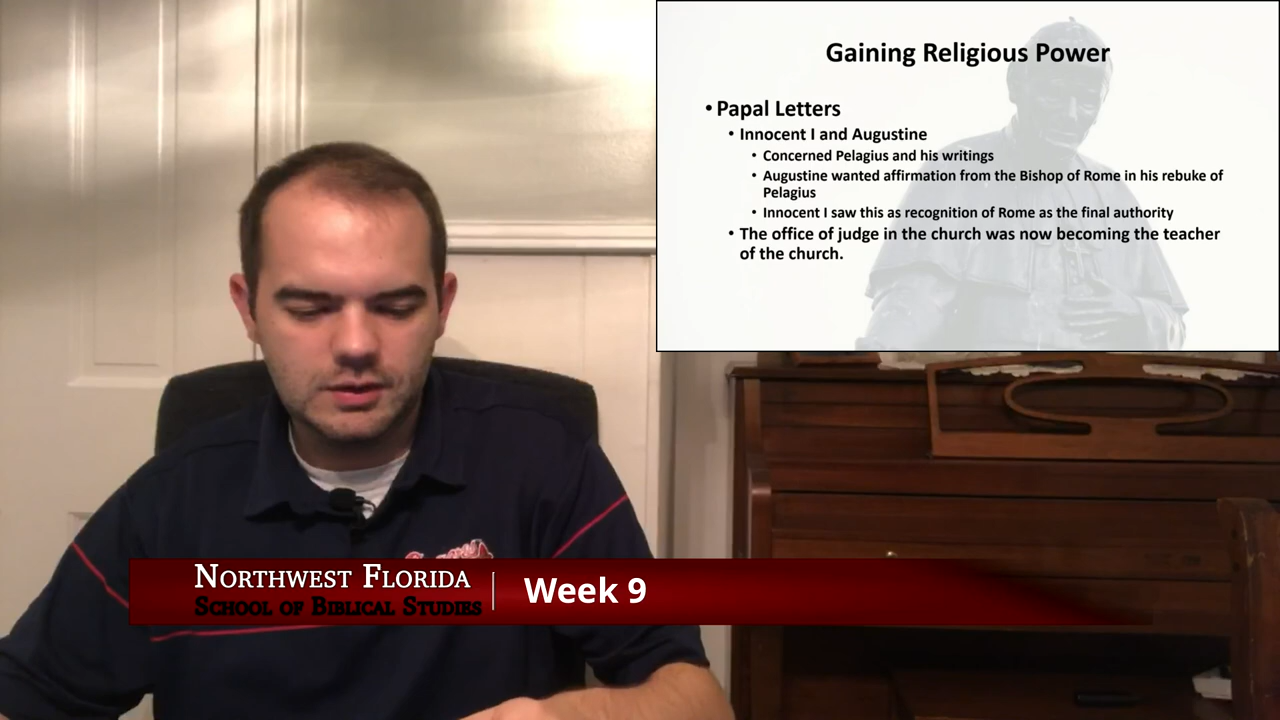 Gaining Religious Power
• Papal Letters
• Innocent I and Augustine
• Concerned Pelagius and his writings
• Augustine wanted affirmation from the Bishop of Rome in his rebuke of
Pelagius
• Innocent I saw this as recognition of Rome as the final authority
• The office of judge in the church was now becoming the teacher
of the church.
Northwest Florida
School of Biblical Studies
Week 9